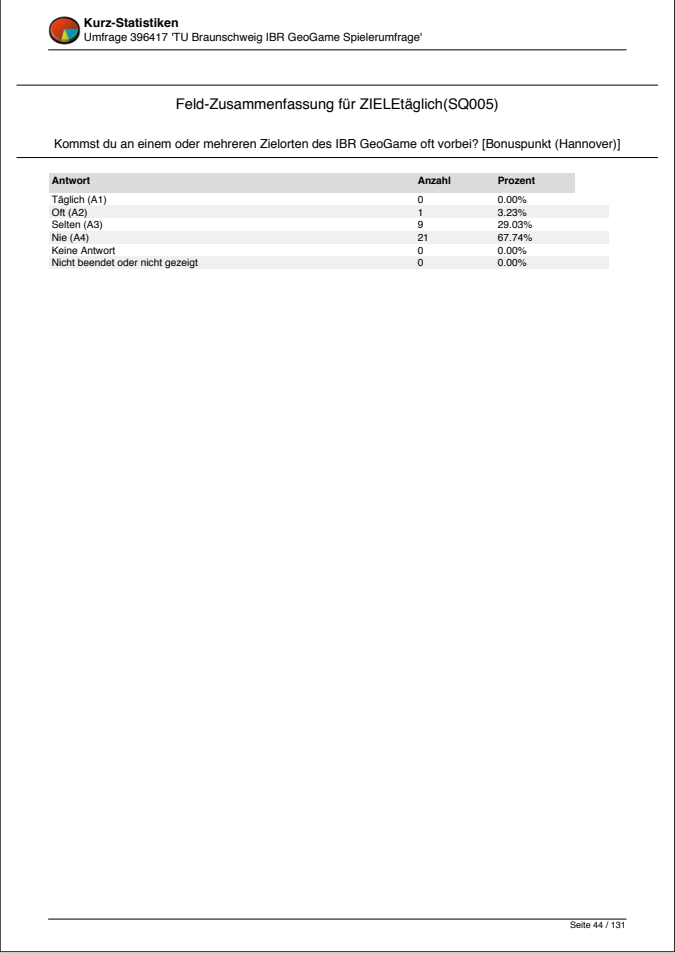 Kurz-Statistiken
Umfrage 396417 'TU Braunschweig IBR GeoGame Spielerumfrage'
Feld-Zusammenfassung für ZIELEtäglich(SQ005)
Kommst du an einem oder mehreren Zielorten des IBR GeoGame oft vorbei? [Bonuspunkt (Hannover)]
Antwort Anzahl Prozent
Täglich (A1) 0 0.00%
Oft (A2) 1 3.23%
Selten (A3) 9 29.03%
Nie (A4) 21 67.74%
Keine Antwort 0 0.00%
Nicht beendet oder nicht gezeigt 0 0.00%
Seite 44 / 131